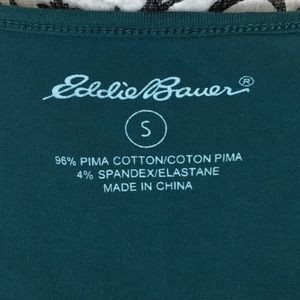 Eddie Bauer®
S
96% PIMA COTTON/COTON PIMA
4% SPANDEX/ELASTANE
MADE IN CHINA